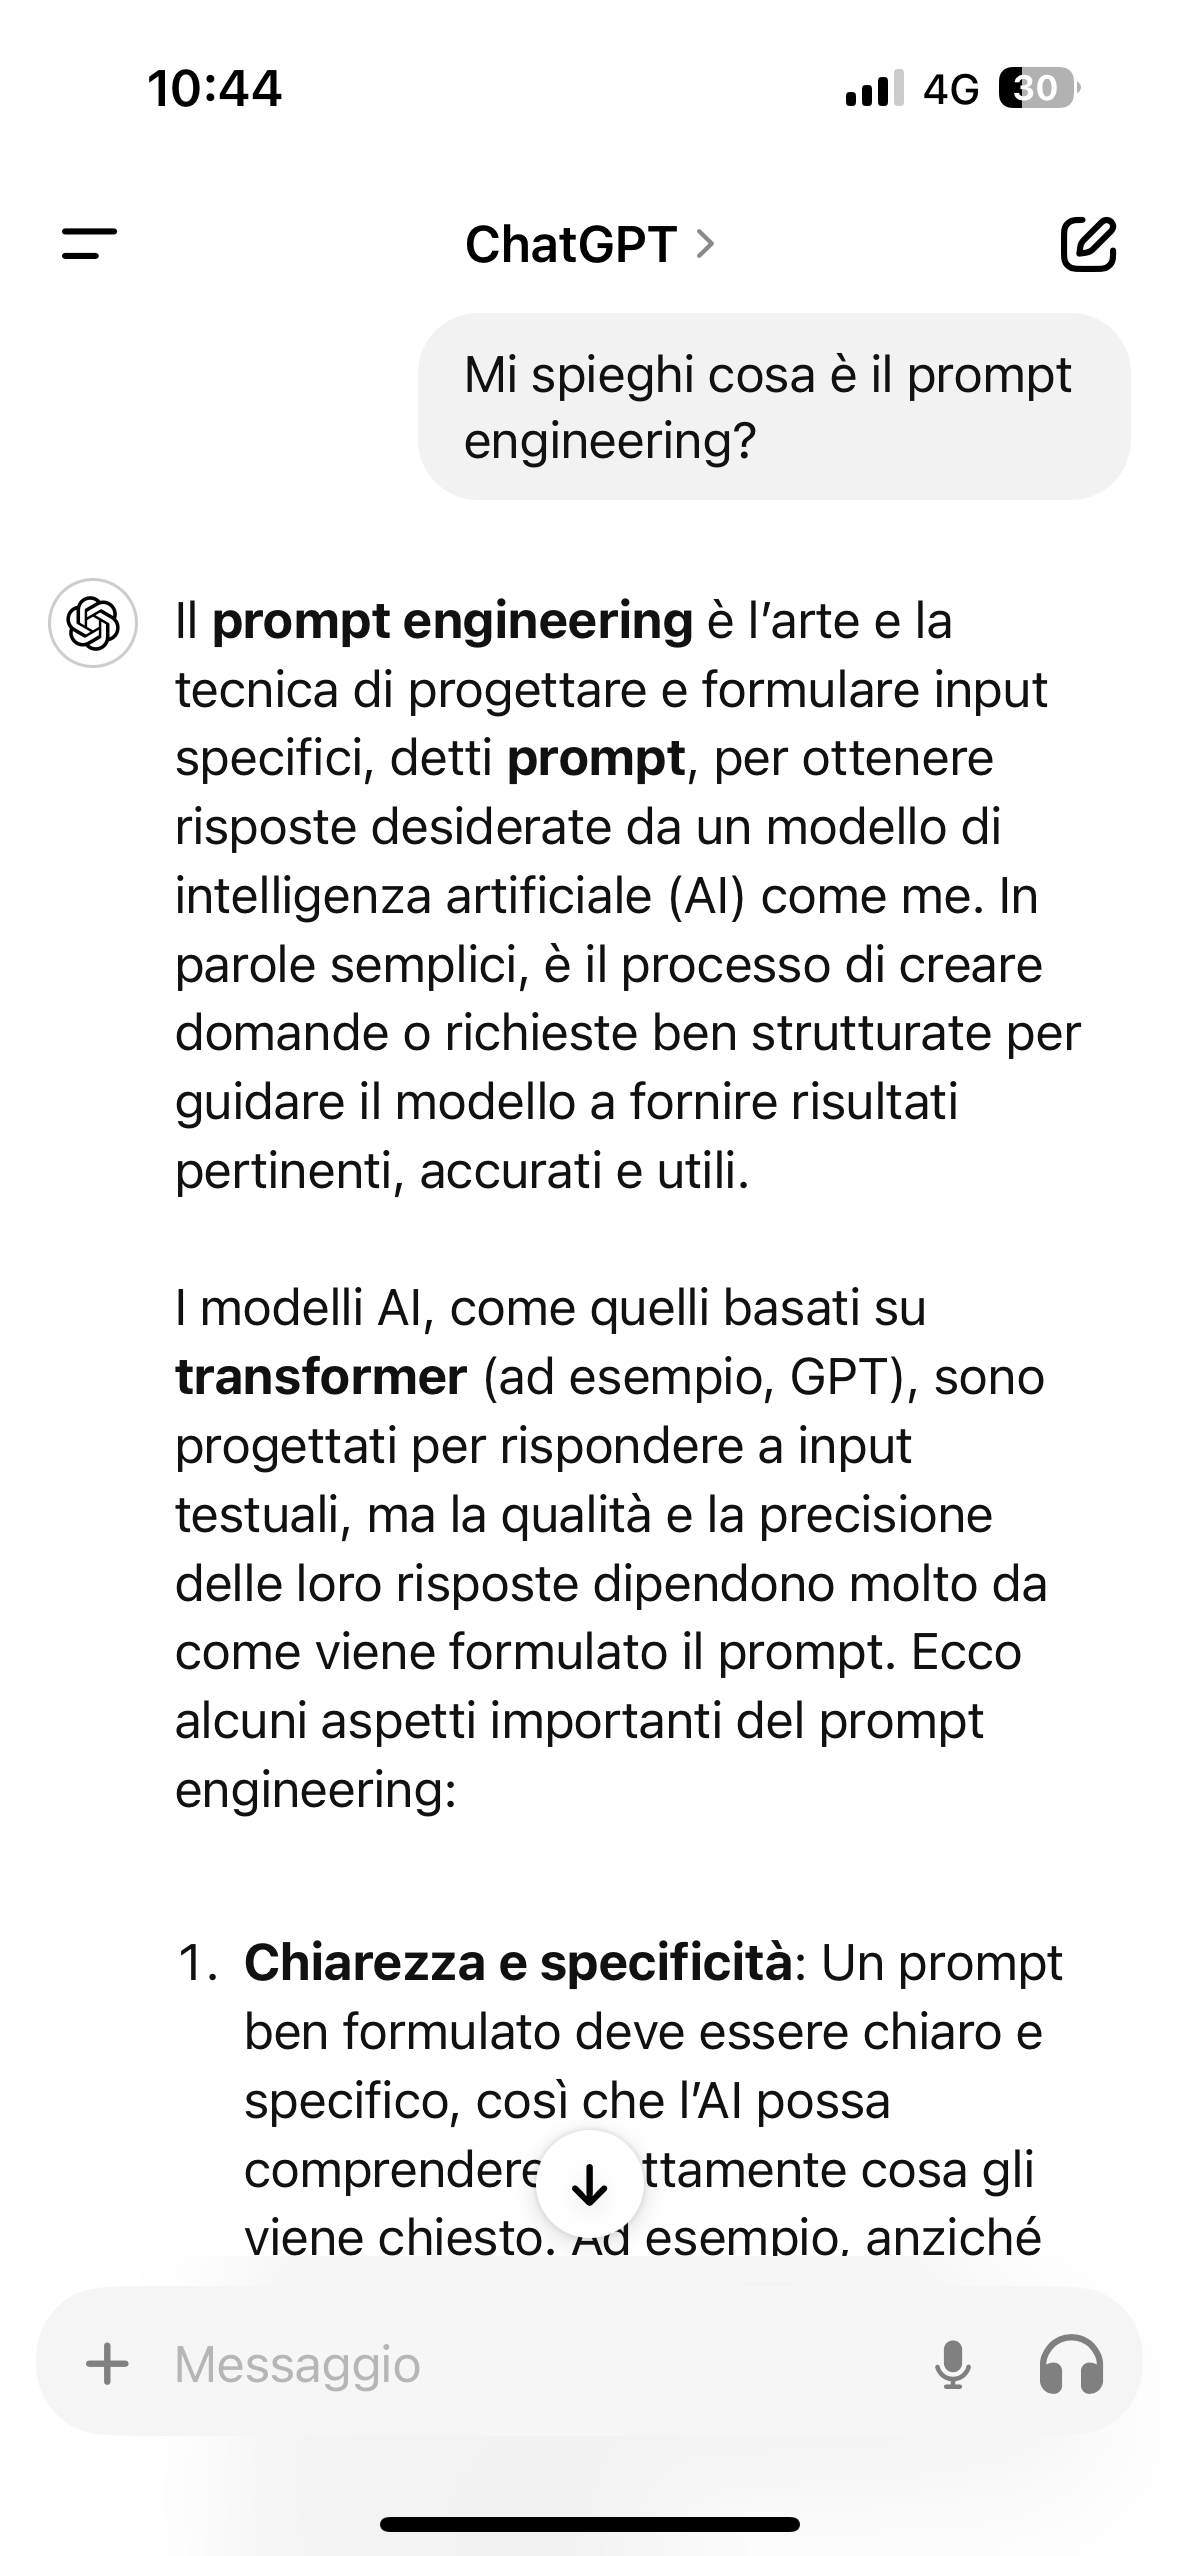 10:44
4G
30
ChatGPT
Mi spieghi cosa è il prompt
engineering?
Il prompt engineering è l’arte e la
tecnica di progettare e formulare input
specifici, detti prompt, per ottenere
risposte desiderate da un modello di
intelligenza artificiale (AI) come me. In
parole semplici, è il processo di creare
domande o richieste ben strutturate per
guidare il modello a fornire risultati
pertinenti, accurati e utili.
I modelli AI, come quelli basati su
transformer (ad esempio, GPT), sono
progettati per rispondere a input
testuali, ma la qualità e la precisione
delle loro risposte dipendono molto da
come viene formulato il prompt. Ecco
alcuni aspetti importanti del prompt
engineering:
1. Chiarezza e specificità: Un prompt
ben formulato deve essere chiaro e
specifico, così che l’AI possa
comprendere cosa gli
viene chiesto. Ad esempio, anziché
Messaggio